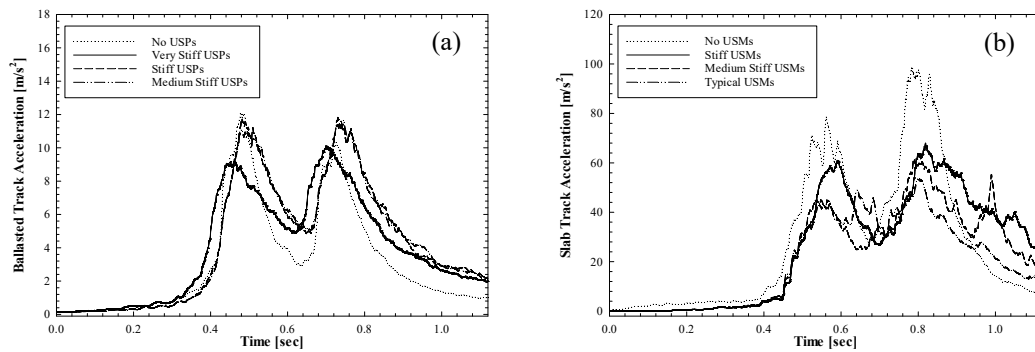 (a)
No USPs
Very Stiff USPs
Stiff USPs
Medium Stiff USPs
Ballasted Track Acceleration [m/s²]
18
16
14
12
10
8
6
4
2
0
0.0 0.2 0.4 0.6 0.8 1.0
Time [sec]
(b)
No USMs
Stiff USMs
Medium Stiff USMs
Typical USMs
Slab Track Acceleration [m/s²]
120
100
80
60
40
20
0
0.0 0.2 0.4 0.6 0.8 1.0
Time [sec]